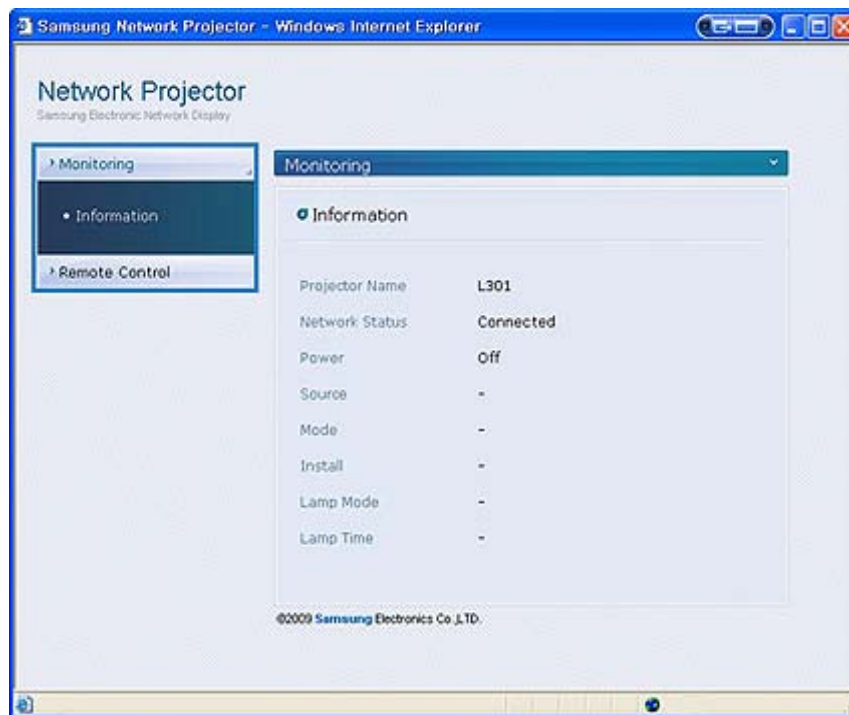 Samsung Network Projector - Windows Internet Explorer
Network Projector
Samsung Electronic Network Display
Monitoring
Information
Remote Control
Monitoring
Information
Projector Name L301
Network Status Connected
Power Off
Source -
Mode -
Install -
Lamp Mode -
Lamp Time -
©2009 Samsung Electronics Co.,LTD.